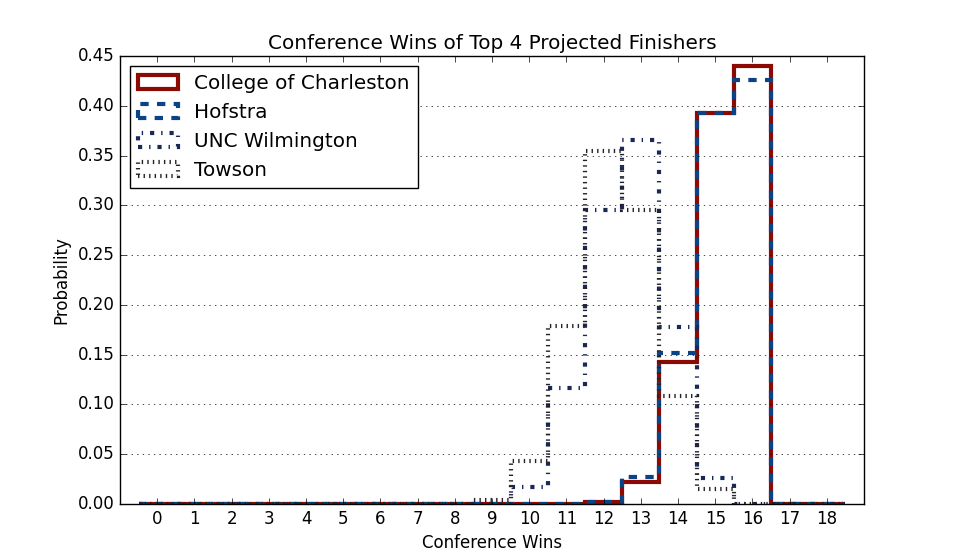 Conference Wins of Top 4 Projected Finishers
0.45
0.40
0.35
0.30
0.25
0.20
0.15
0.10
0.05
0.00
Probability
College of Charleston
Hofstra
UNC Wilmington
Towson
0 1 2 3 4 5 6 7 8 9 10 11 12 13 14 15 16 17 18
Conference Wins